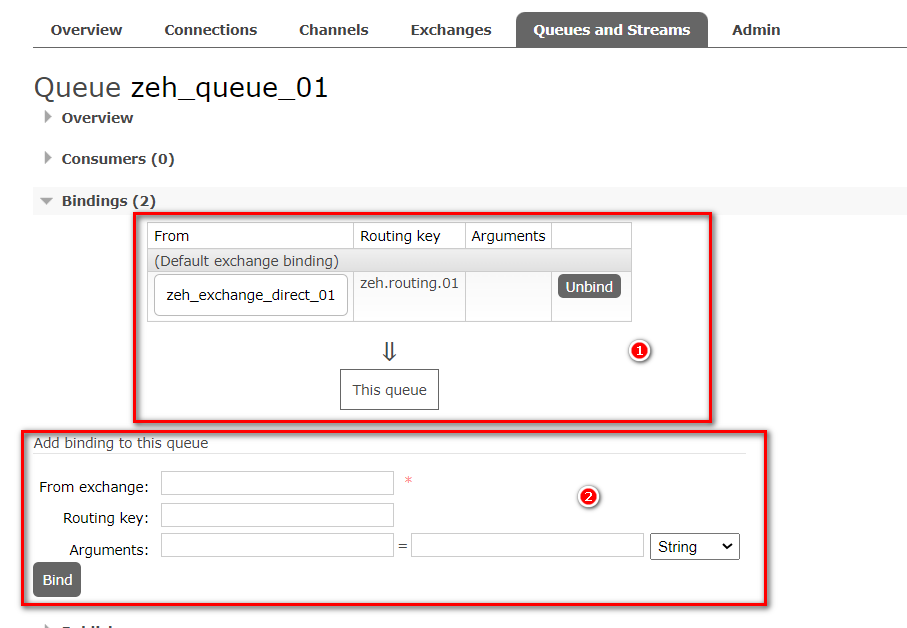 Overview Connections Channels Exchanges Queues and Streams Admin
Queue zeh_queue_01
Overview
Consumers (0)
Bindings (2)
From Routing key Arguments
(Default exchange binding)
zeh_exchange_direct_01 zeh.routing.01 Unbind
⇓
1
This queue
Add binding to this queue
From exchange: *
2
Routing key:
Arguments: = String
Bind